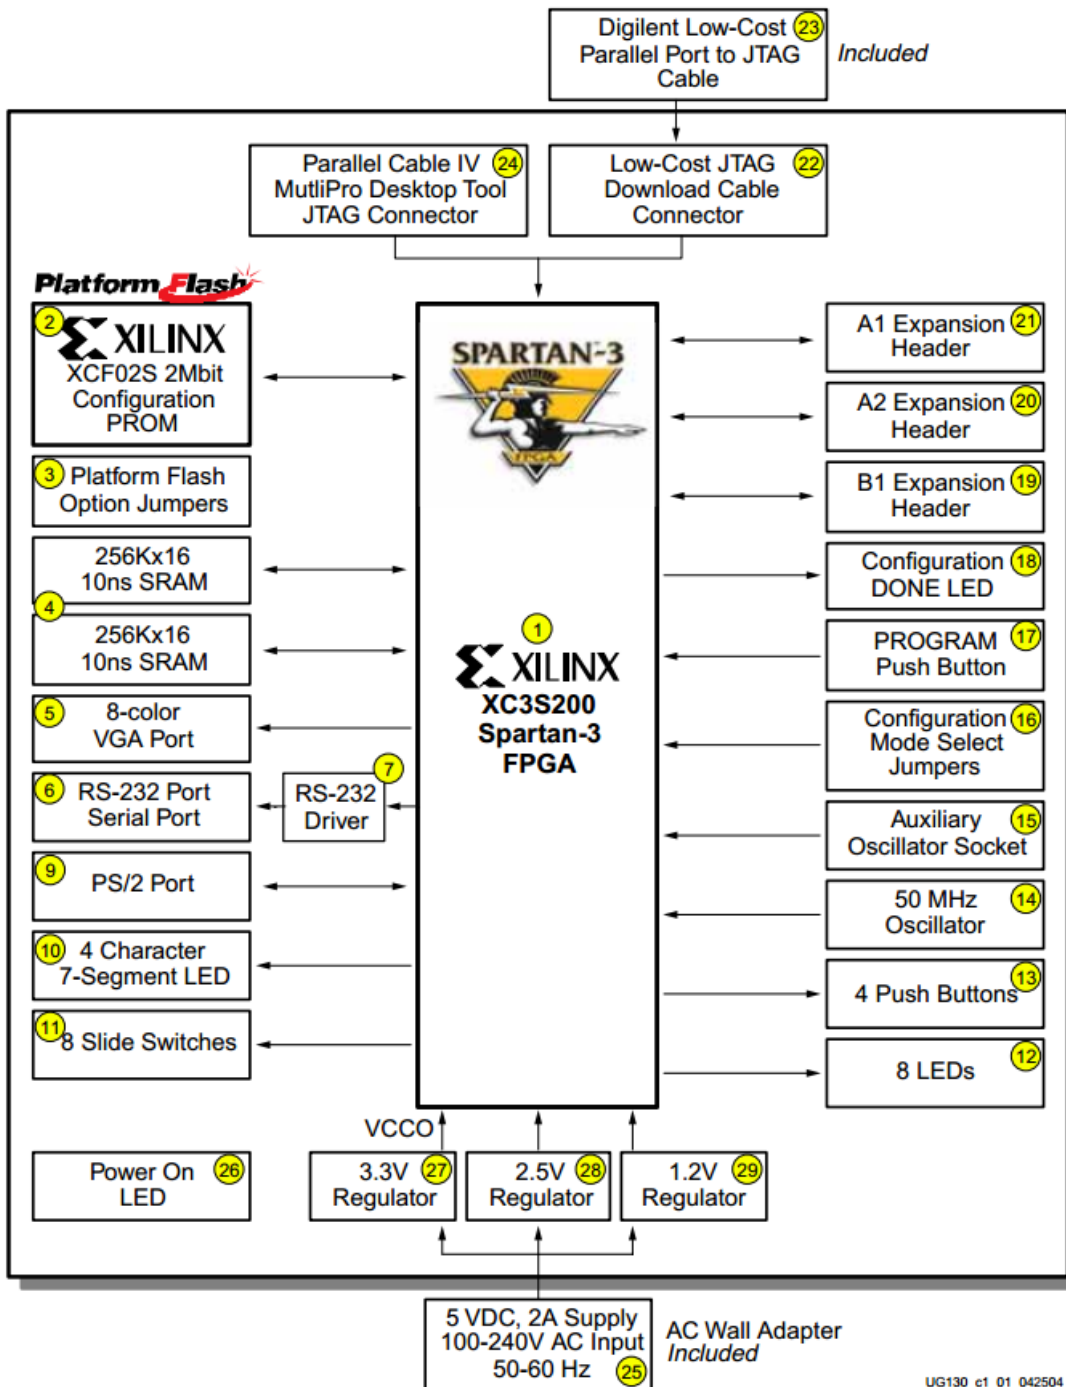 Digilent Low-Cost 23
Parallel Port to JTAG
Cable
Included
Parallel Cable IV 24
MutliPro Desktop Tool
JTAG Connector
Low-Cost JTAG 22
Download Cable
Connector
Platform Flash
2 XILINX
XCF02S 2Mbit
Configuration
PROM
3 Platform Flash
Option Jumpers
256Kx16
10ns SRAM
4
256Kx16
10ns SRAM
5 8-color
VGA Port
6 RS-232 Port
Serial Port
7
RS-232
Driver
9 PS/2 Port
10 4 Character
7-Segment LED
11 8 Slide Switches
SPARTAN-3
FPGA
1
XILINX
XC3S200
Spartan-3
FPGA
A1 Expansion 21
Header
A2 Expansion 20
Header
B1 Expansion 19
Header
Configuration 18
DONE LED
PROGRAM 17
Push Button
Configuration 16
Mode Select
Jumpers
Auxiliary 15
Oscillator Socket
50 MHz 14
Oscillator
4 Push Buttons 13
8 LEDs 12
VCCO
Power On 26
LED
3.3V 27
Regulator
2.5V 28
Regulator
1.2V 29
Regulator
5 VDC, 2A Supply
100-240V AC Input
50-60 Hz 25
AC Wall Adapter
Included
UG130_c1_01_042504